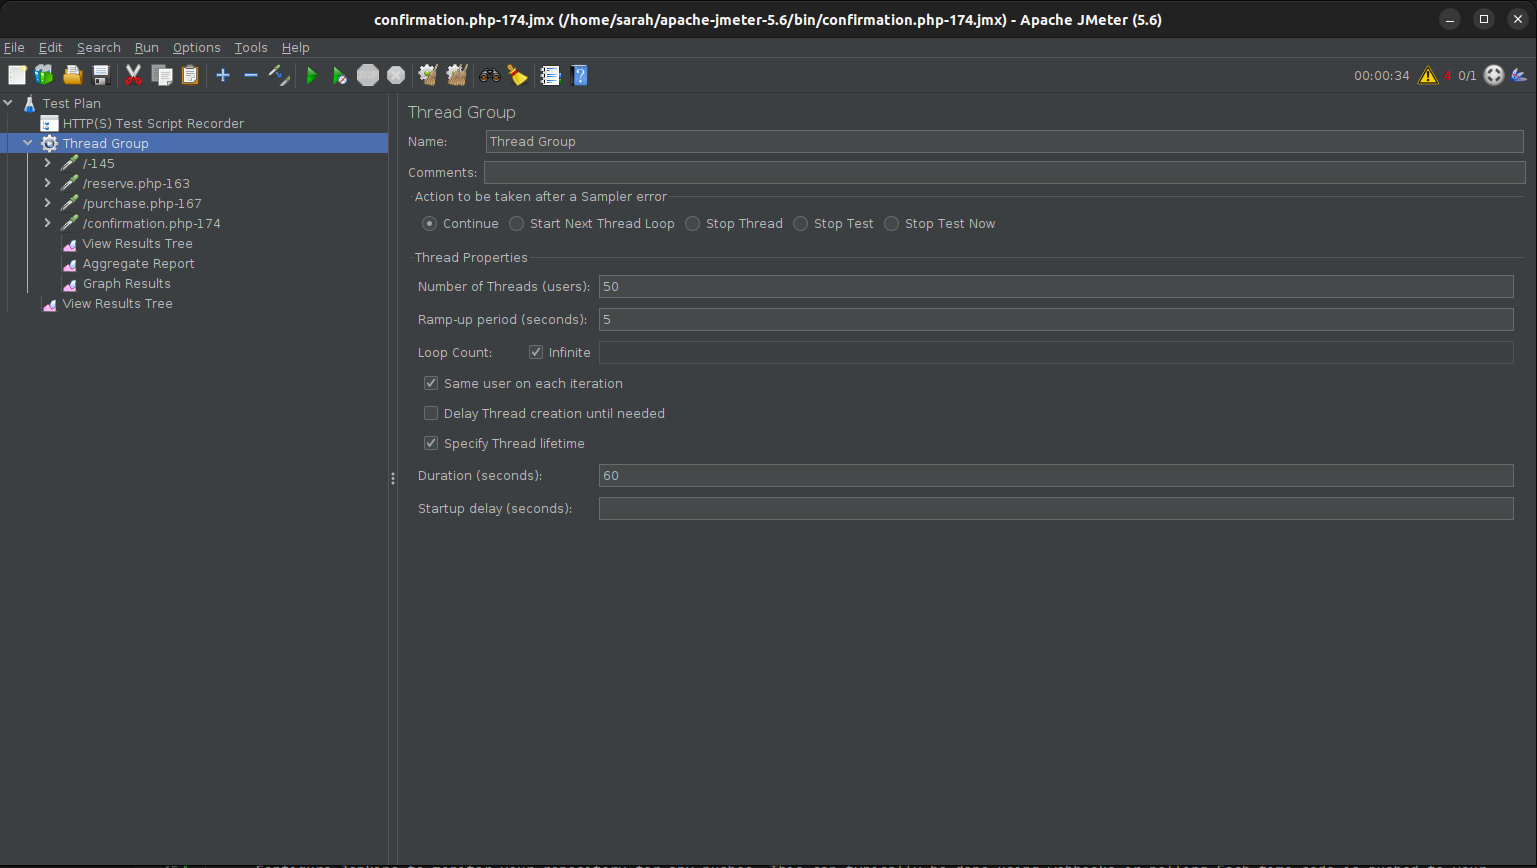 confirmation.php-174.jmx (/home/sarah/apache-jmeter-5.6/bin/confirmation.php-174.jmx) - Apache JMeter (5.6)
File Edit Search Run Options Tools Help
00:00:34 4 0/1
Test Plan
HTTP(S) Test Script Recorder
Thread Group
/-145
/reserve.php-163
/purchase.php-167
/confirmation.php-174
View Results Tree
Aggregate Report
Graph Results
View Results Tree
Thread Group
Name: Thread Group
Comments:
Action to be taken after a Sampler error
Continue Start Next Thread Loop Stop Thread Stop Test Stop Test Now
Thread Properties
Number of Threads (users): 50
Ramp-up period (seconds): 5
Loop Count: Infinite
Same user on each iteration
Delay Thread creation until needed
Specify Thread lifetime
Duration (seconds): 60
Startup delay (seconds):